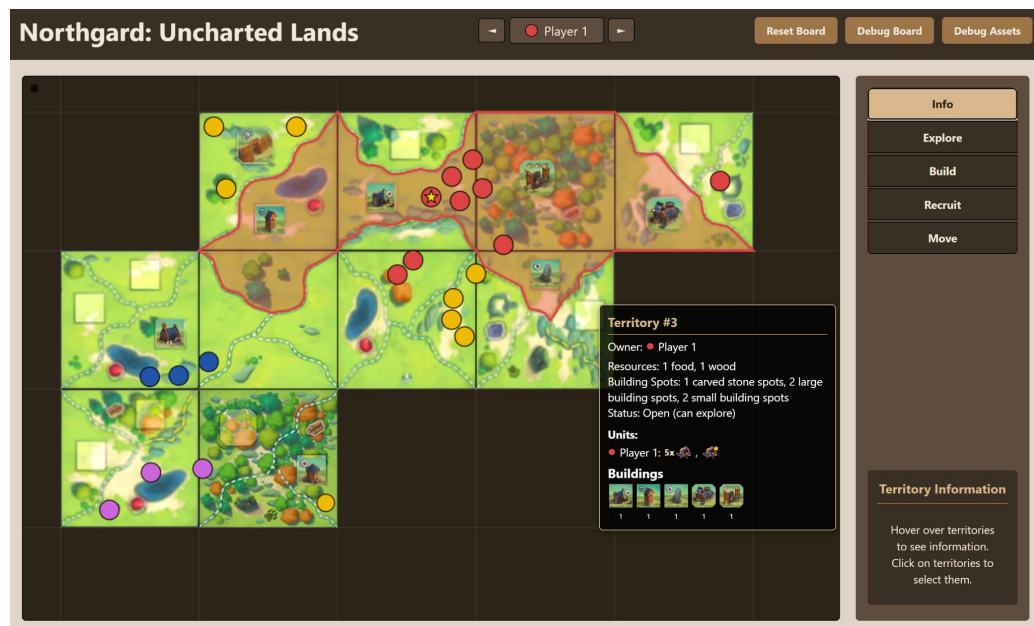 Northgard: Uncharted Lands
◄
Player 1
►
Reset Board
Debug Board
Debug Assets
Info
Explore
Build
Recruit
Move
Territory #3
Owner: Player 1
Resources: 1 food, 1 wood
Building Spots: 1 carved stone spots, 2 large
building spots, 2 small building spots
Status: Open (can explore)
Units:
Player 1: 5x ,
Buildings
1 1 1 1 1
Territory Information
Hover over territories
to see information.
Click on territories to
select them.